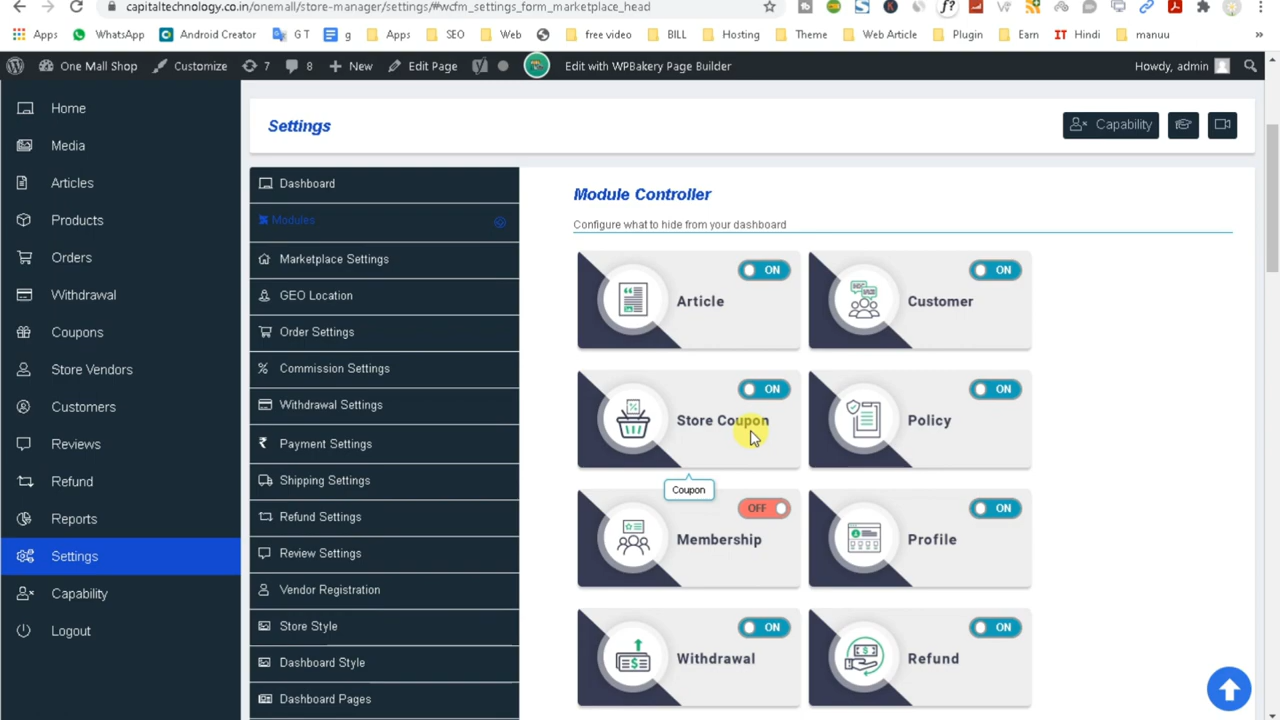 capitaltechnology.co.in/onemall/store-manager/settings/#wcfm_settings_form_marketplace_head
Apps WhatsApp Android Creator G T g Apps SEO Web free video BILL Hosting Theme Web Article Plugin Earn IT Hindi manuu »
One Mall Shop Customize 7 8 New Edit Page Edit with WPBakery Page Builder Howdy, admin
Home
Media
Articles
Products
Orders
Withdrawal
Coupons
Store Vendors
Customers
Reviews
Refund
Reports
Settings
Capability
Logout
Settings
Capability
Dashboard
Modules
Marketplace Settings
GEO Location
Order Settings
Commission Settings
Withdrawal Settings
₹ Payment Settings
Shipping Settings
Refund Settings
Review Settings
Vendor Registration
Store Style
Dashboard Style
Dashboard Pages
Module Controller
Configure what to hide from your dashboard
ON
Article
ON
Customer
ON
Store Coupon
Coupon
ON
Policy
OFF
Membership
ON
Profile
ON
Withdrawal
ON
Refund